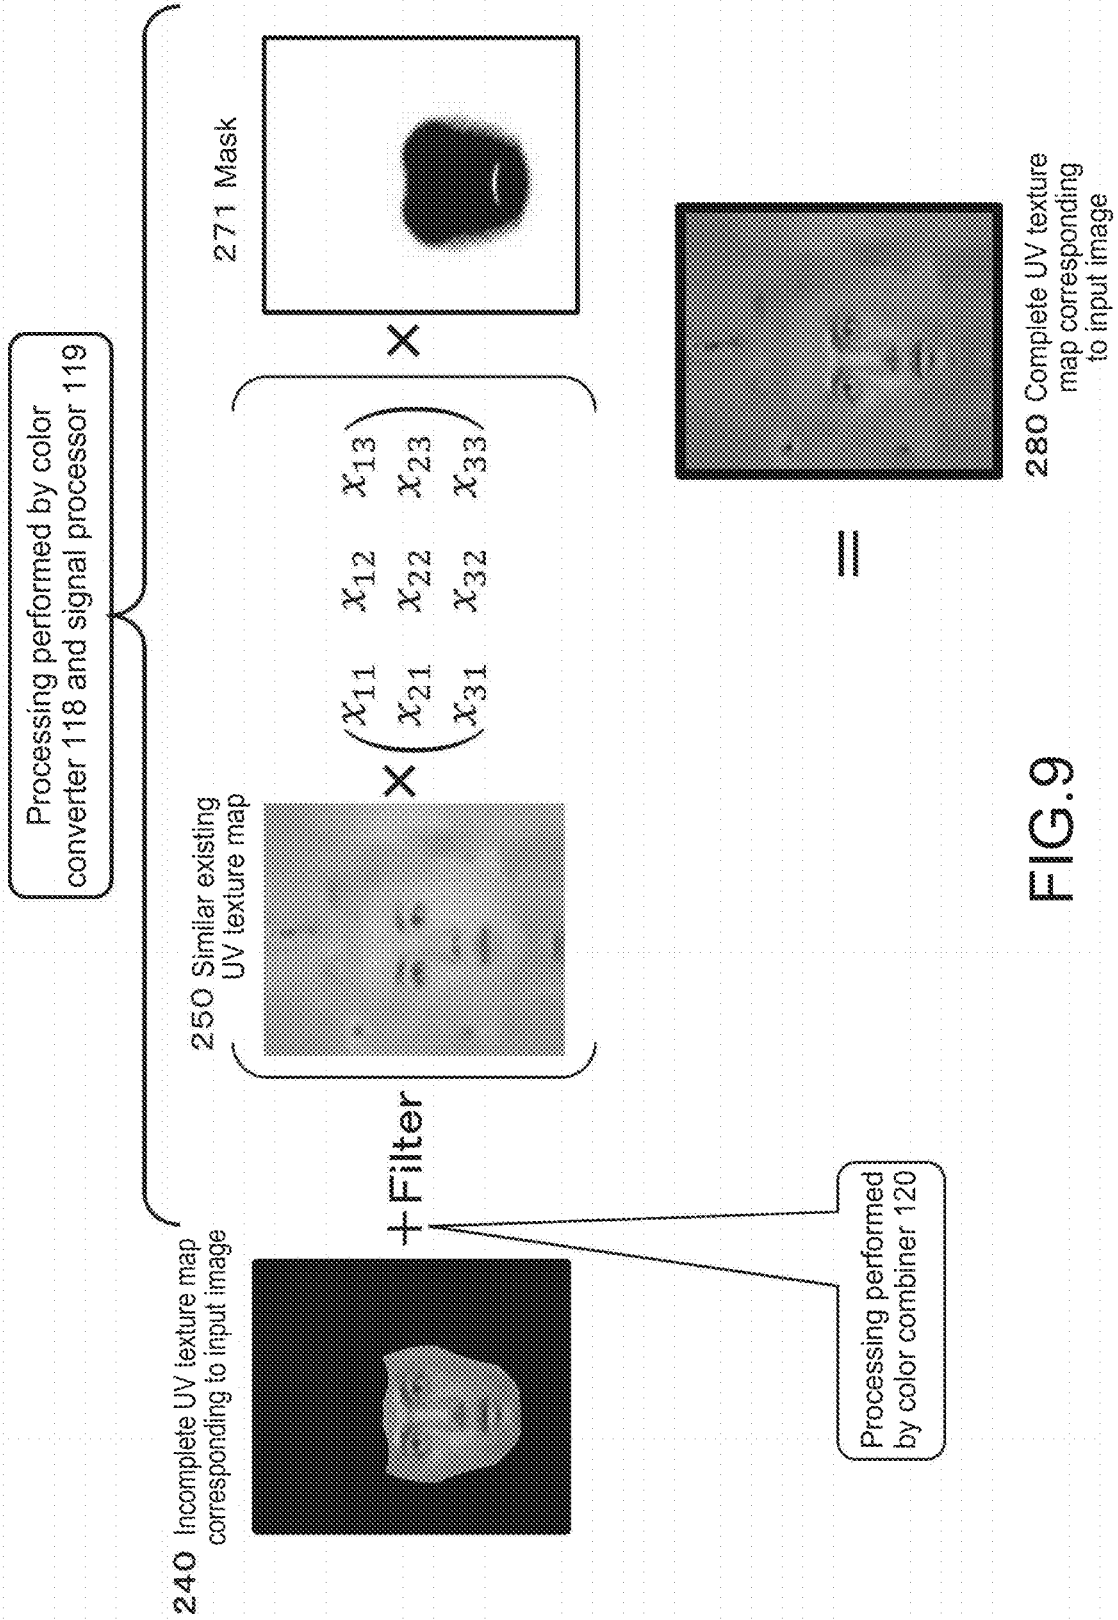 Processing performed by color
converter 118 and signal processor 119
240 Incomplete UV texture map
corresponding to input image
250 Similar existing
UV texture map
271 Mask
+Filter
×
x11 x12 x13
x21 x22 x23
x31 x32 x33
×
Processing performed
by color combiner 120
=
280 Complete UV texture
map corresponding
to input image
FIG.9